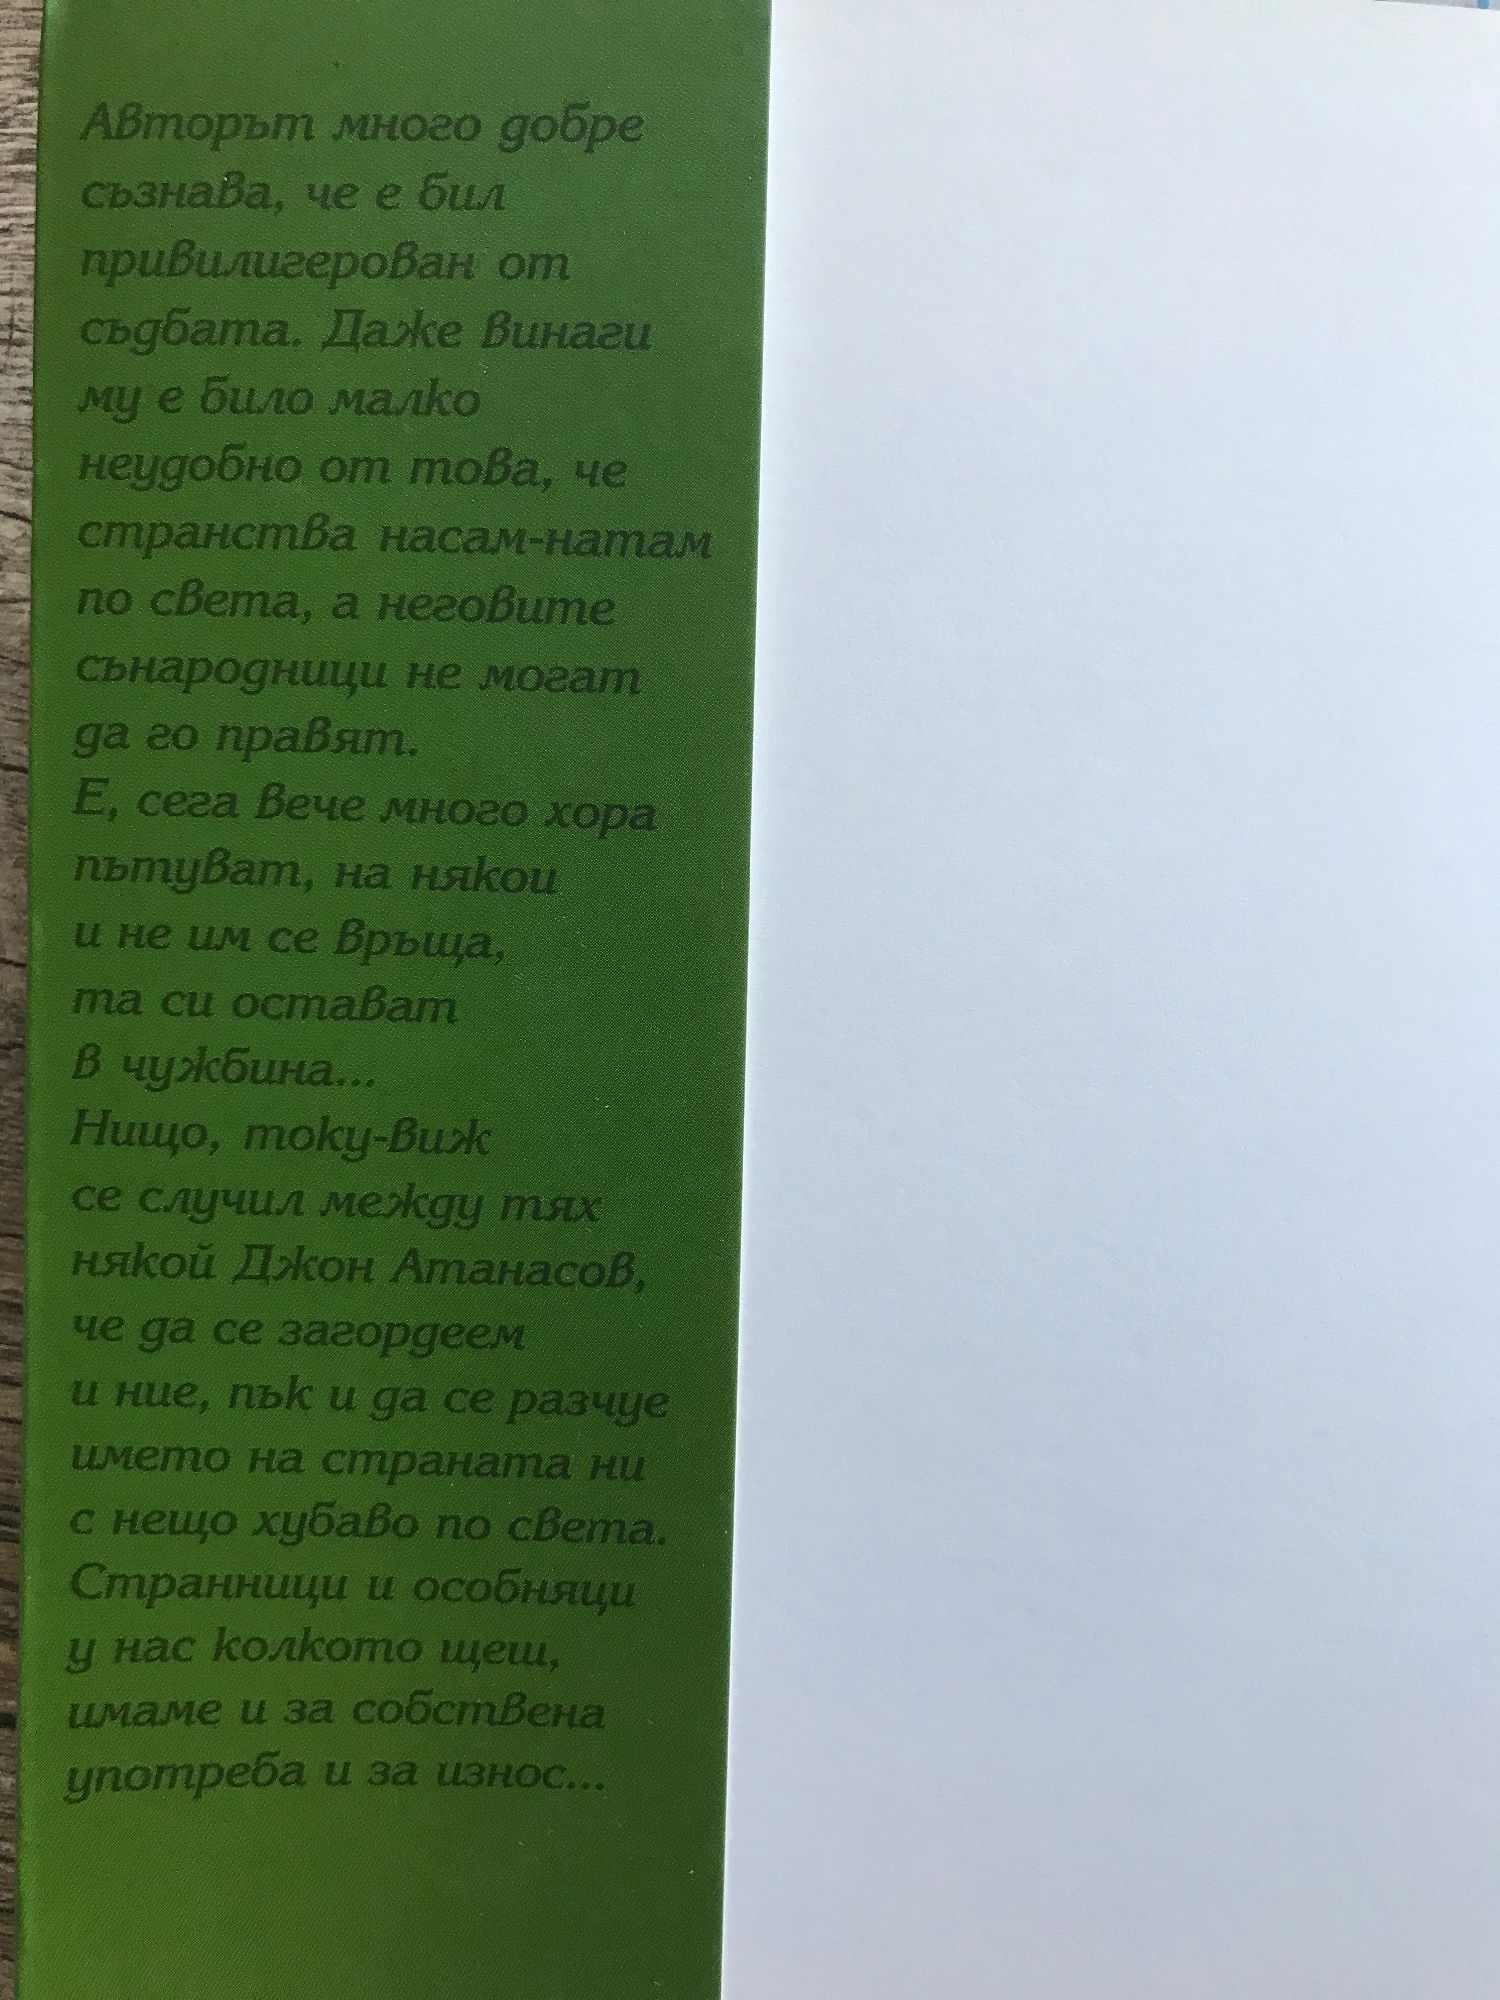 Авторът много добре
съзнава, че е бил
привилигерован от
съдбата. Даже винаги
му е било малко
неудобно от това, че
странства насам-натам
по света, а неговите
сънародници не могат
да го правят.
Е, сега вече много хора
пътуват, на някои
и не им се връща,
та си остават
в чужбина...
Нищо, току-виж
се случил между тях
някой Джон Атанасов,
че да се загордеем
и ние, пък и да се разчуе
името на страната ни
с нещо хубаво по света.
Странници и особняци
у нас колкото щеш,
имаме и за собствена
употреба и за износ...